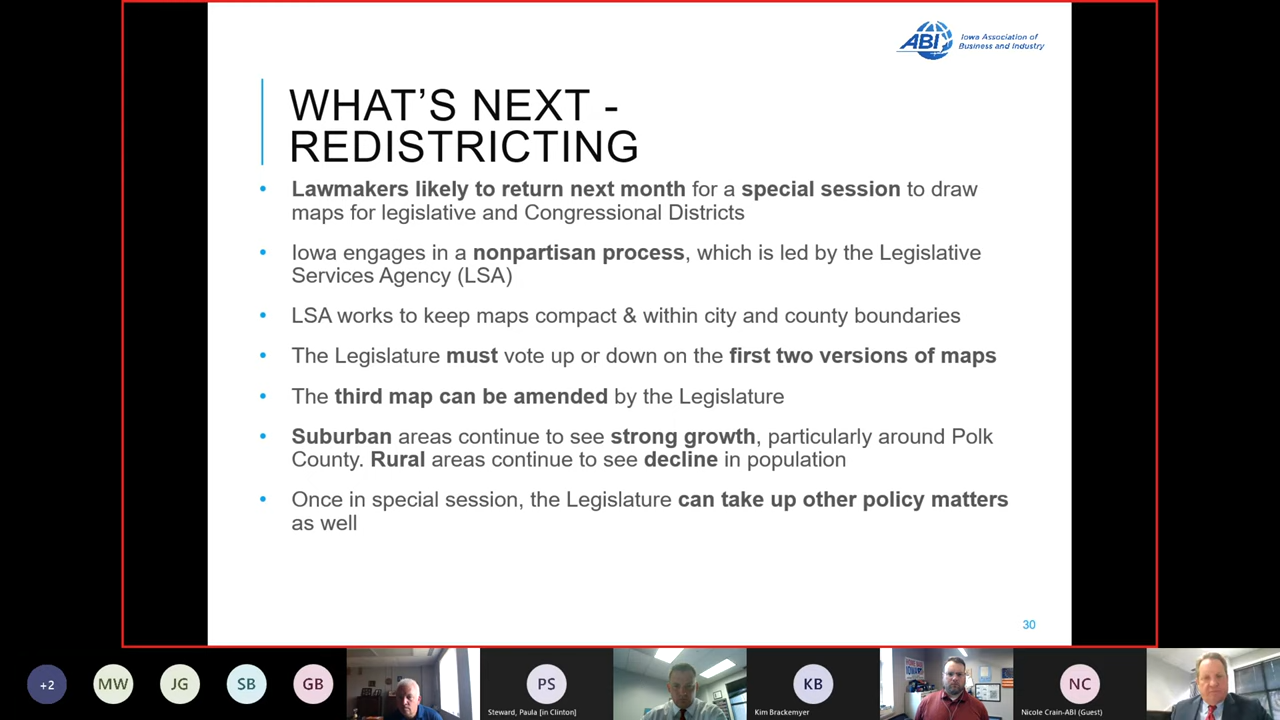 ABI
Iowa Association of
Business and Industry
WHAT’S NEXT -
REDISTRICTING
• Lawmakers likely to return next month for a special session to draw
maps for legislative and Congressional Districts
• Iowa engages in a nonpartisan process, which is led by the Legislative
Services Agency (LSA)
• LSA works to keep maps compact & within city and county boundaries
• The Legislature must vote up or down on the first two versions of maps
• The third map can be amended by the Legislature
• Suburban areas continue to see strong growth, particularly around Polk
County. Rural areas continue to see decline in population
• Once in special session, the Legislature can take up other policy matters
as well
30
+2
MW
JG
SB
GB
PS
KB
NC
Steward, Paula [in Clinton]
Kim Brackemyer
Nicole Crain-ABI (Guest)